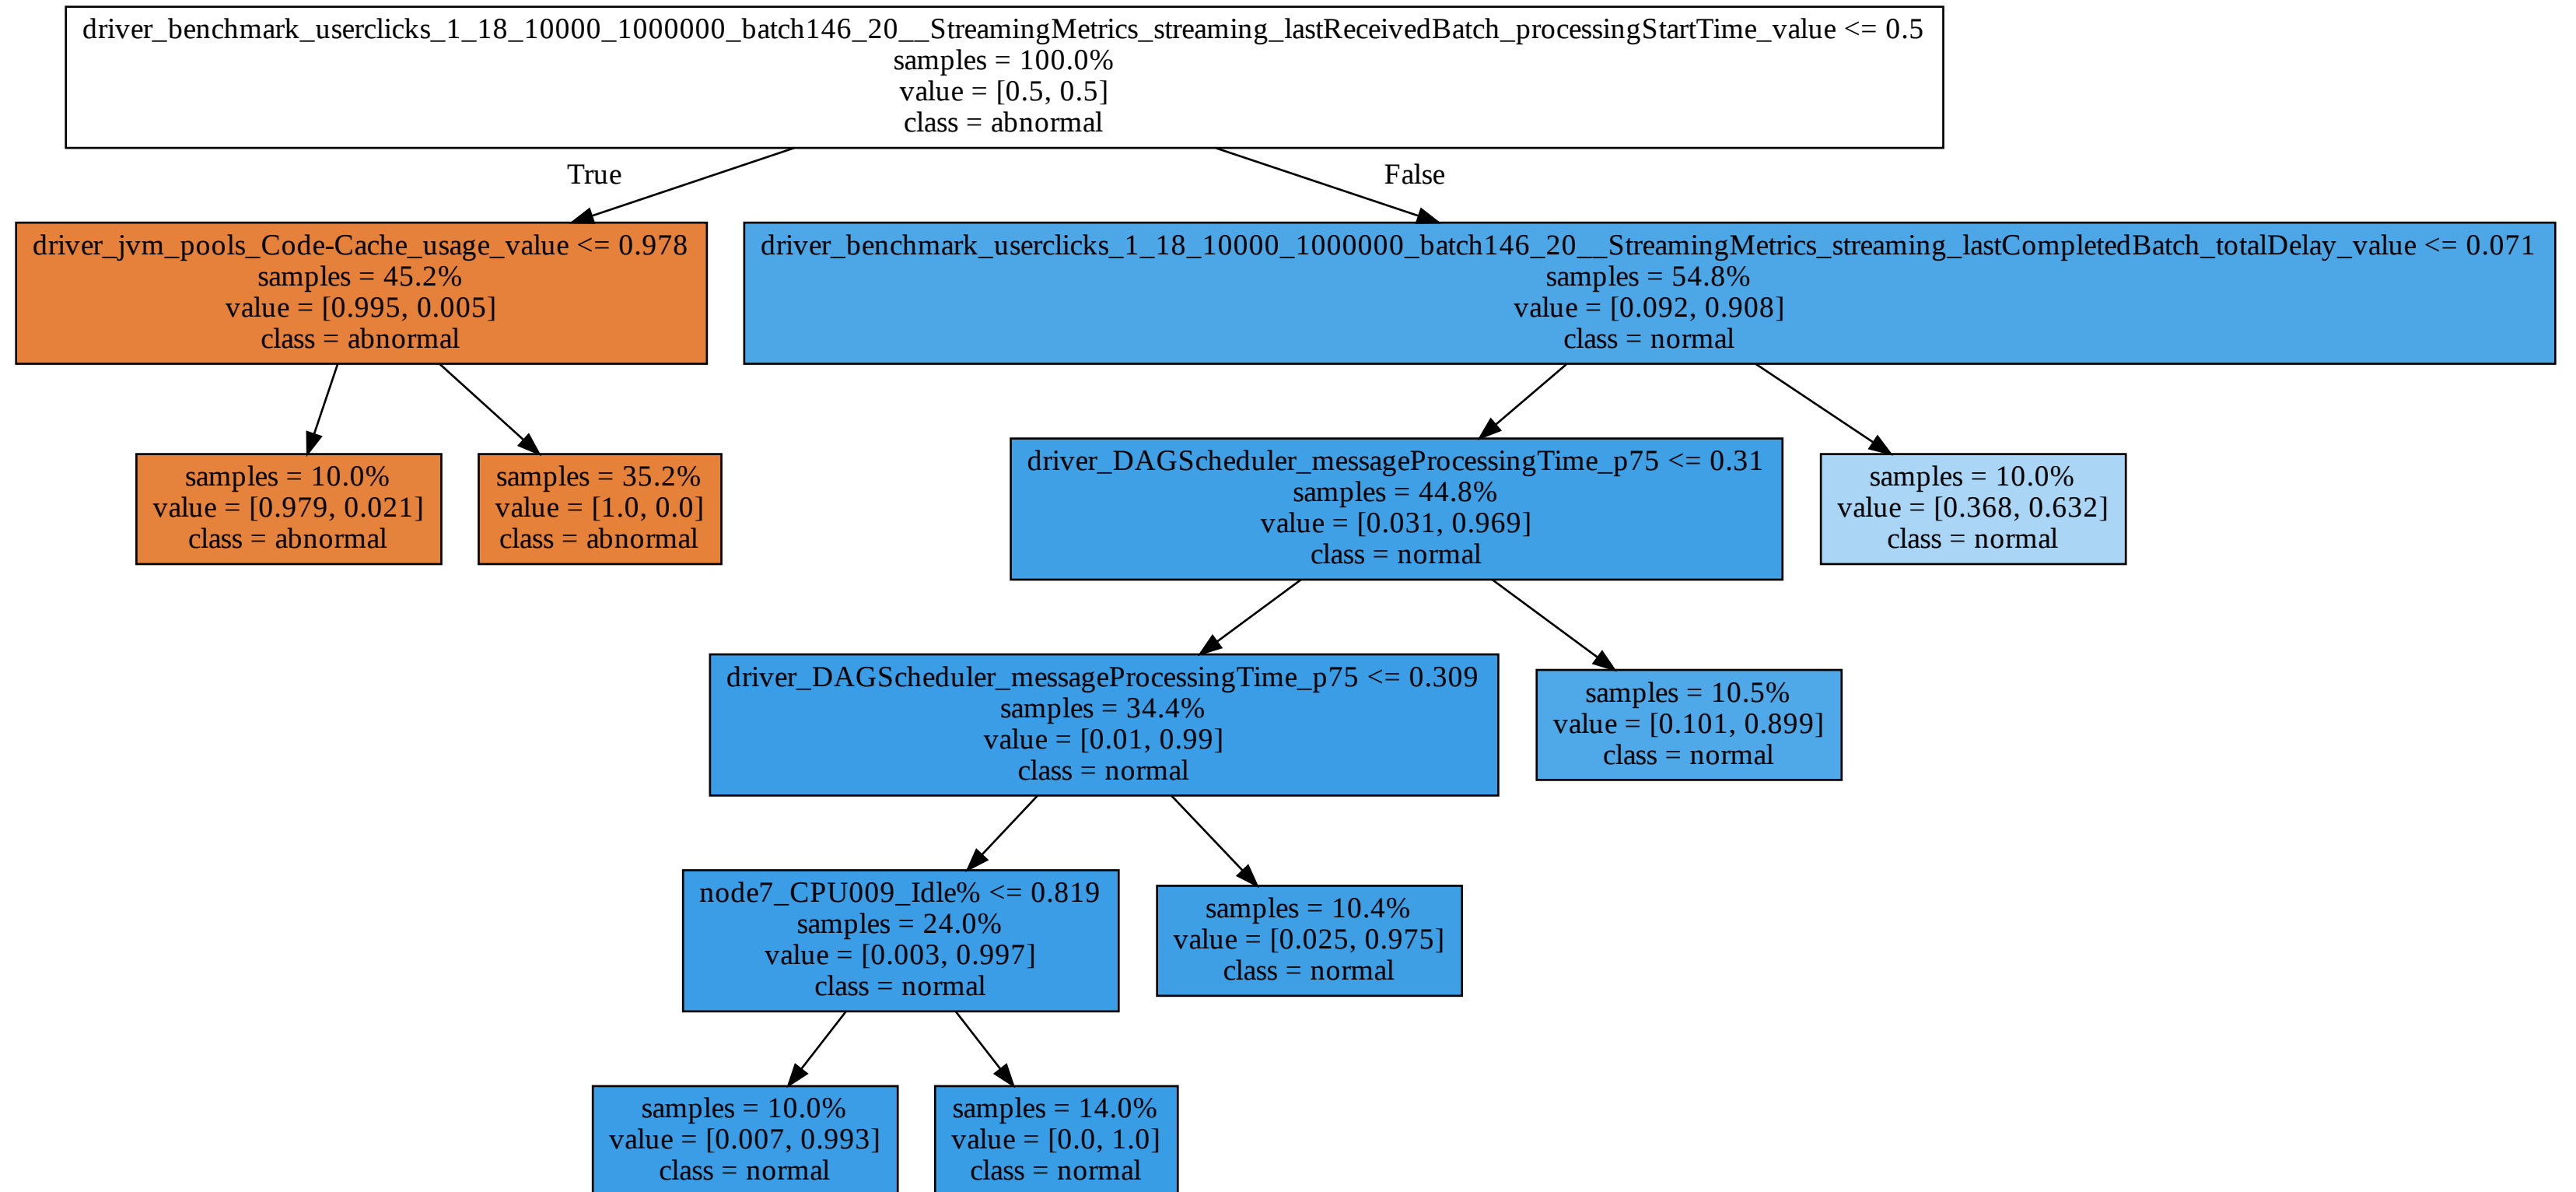 driver_benchmark_userclicks_1_18_10000_1000000_batch146_20__StreamingMetrics_streaming_lastReceivedBatch_processingStartTime_value <= 0.5
samples = 100.0%
value = [0.5, 0.5]
class = abnormal
True
False
driver_jvm_pools_Code-Cache_usage_value <= 0.978
samples = 45.2%
value = [0.995, 0.005]
class = abnormal
driver_benchmark_userclicks_1_18_10000_1000000_batch146_20__StreamingMetrics_streaming_lastCompletedBatch_totalDelay_value <= 0.071
samples = 54.8%
value = [0.092, 0.908]
class = normal
samples = 10.0%
value = [0.979, 0.021]
class = abnormal
samples = 35.2%
value = [1.0, 0.0]
class = abnormal
driver_DAGScheduler_messageProcessingTime_p75 <= 0.31
samples = 44.8%
value = [0.031, 0.969]
class = normal
samples = 10.0%
value = [0.368, 0.632]
class = normal
driver_DAGScheduler_messageProcessingTime_p75 <= 0.309
samples = 34.4%
value = [0.01, 0.99]
class = normal
samples = 10.5%
value = [0.101, 0.899]
class = normal
node7_CPU009_Idle% <= 0.819
samples = 24.0%
value = [0.003, 0.997]
class = normal
samples = 10.4%
value = [0.025, 0.975]
class = normal
samples = 10.0%
value = [0.007, 0.993]
class = normal
samples = 14.0%
value = [0.0, 1.0]
class = normal